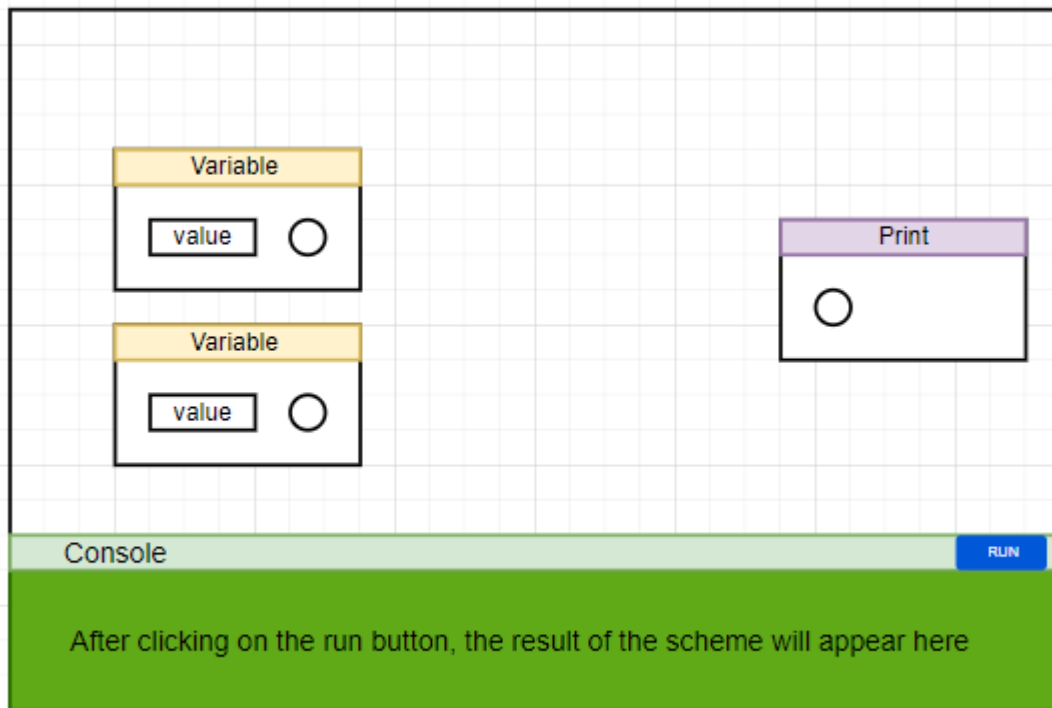 Variable
value
Print
Variable
value
Console
RUN
After clicking on the run button, the result of the scheme will appear here